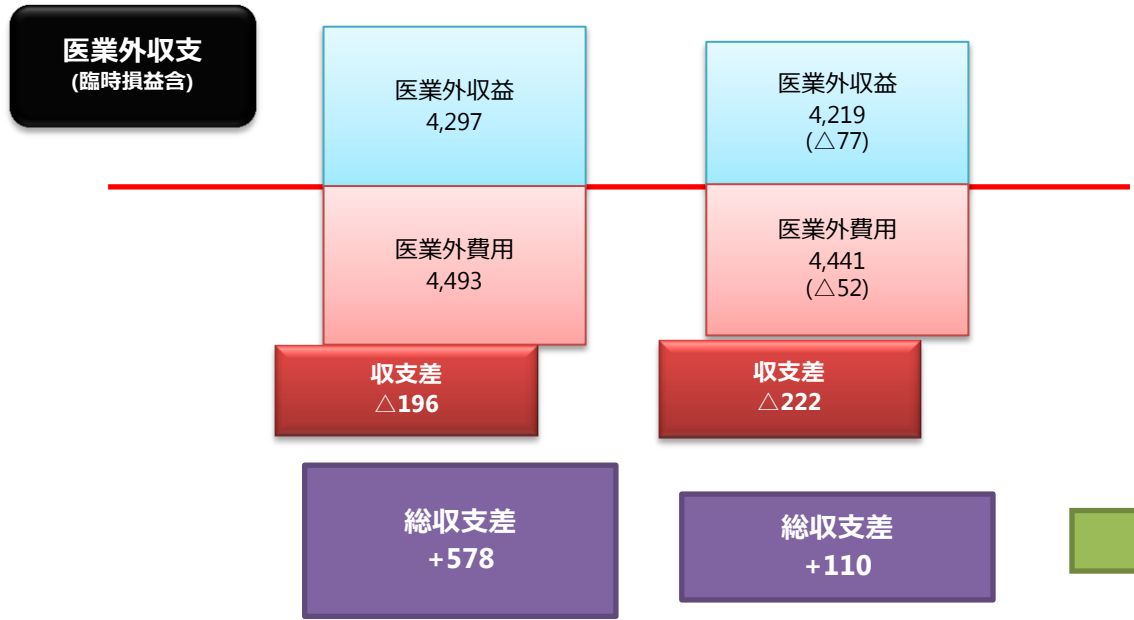 医業外収支
(臨時損益含)
医業外収益
4,297
医業外収益
4,219
(△77)
医業外費用
4,493
医業外費用
4,441
(△52)
収支差
△196
収支差
△222
総収支差
+578
総収支差
+110